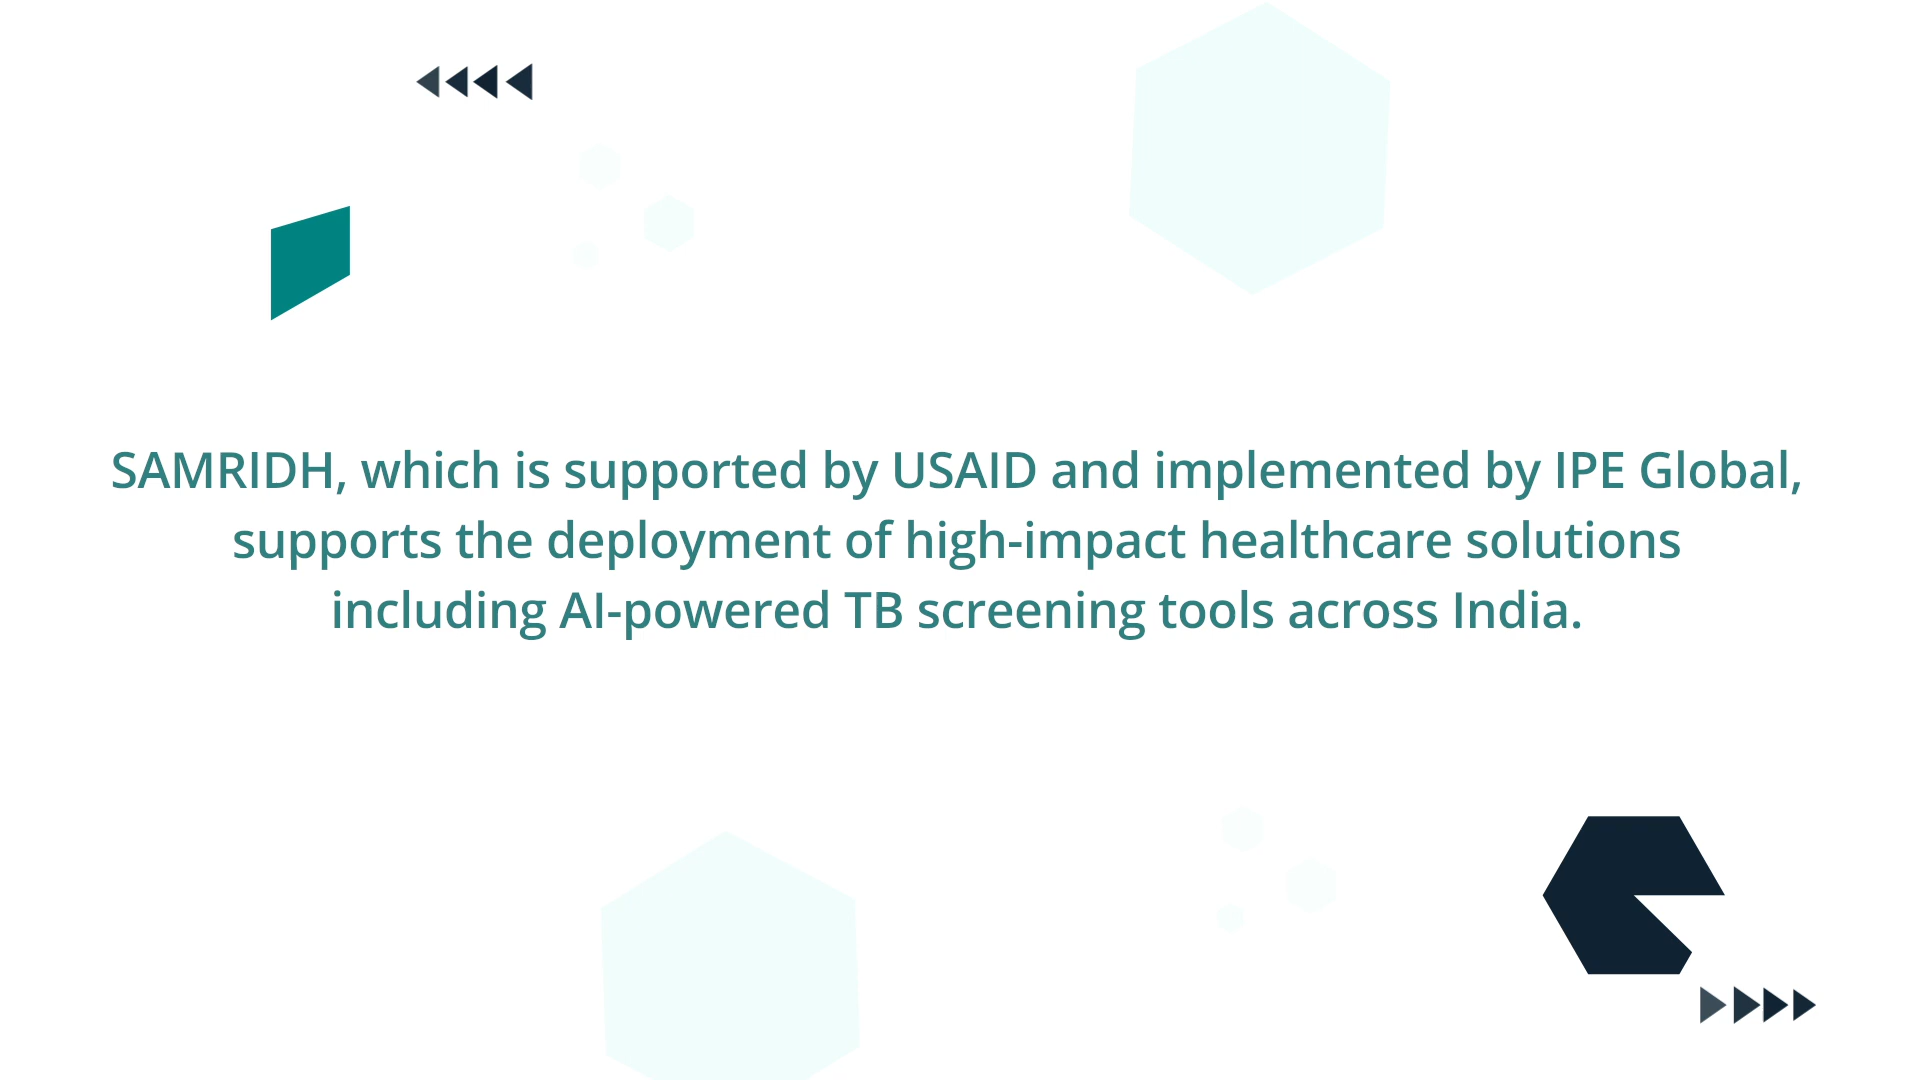 SAMRIDH, which is supported by USAID and implemented by IPE Global,
supports the deployment of high-impact healthcare solutions
including AI-powered TB screening tools across India.